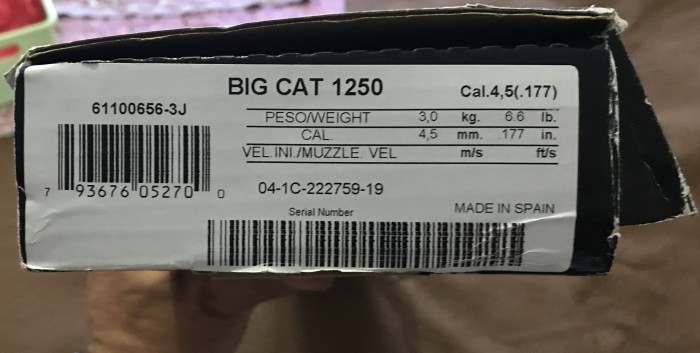 BIG CAT 1250
Cal.4,5(.177)
61100656-3J
PESO/WEIGHT 3,0 kg. 6.6 lb.
CAL. 4,5 mm. .177 in.
VEL.INI./MUZZLE. VEL m/s ft/s
7 93676 05270 0
04-1C-222759-19
Serial Number
MADE IN SPAIN